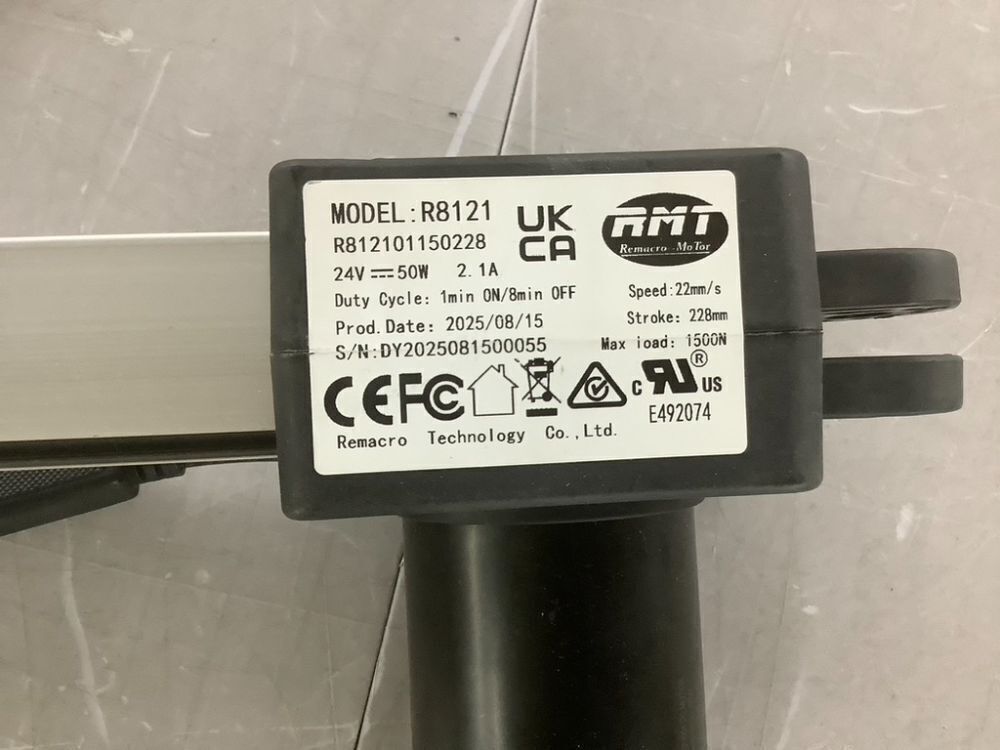 MODEL:R8121
R812101150228
UK
CA
RMT
Remacro -MoTor
24V 50W 2.1A
Duty Cycle: 1min ON/8min OFF
Speed:22mm/s
Prod.Date: 2025/08/15
Stroke: 228mm
S/N:DY2025081500055
Max ioad: 1500N
CE FC
c RU ® US
E492074
Remacro Technology Co.,Ltd.